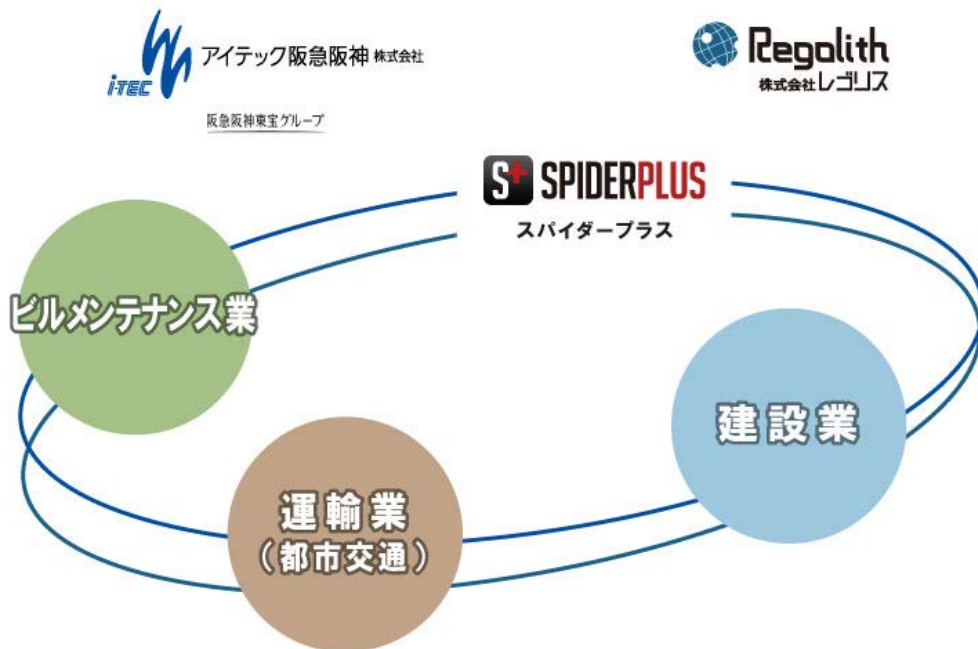 i-TEC アイテック阪急阪神 株式会社
阪急阪神東宝グループ
Regolith
株式会社レゴリス
S+ SPIDERPLUS
スパイダープラス
ビルメンテナンス業
建設業
運輸業
(都市交通)